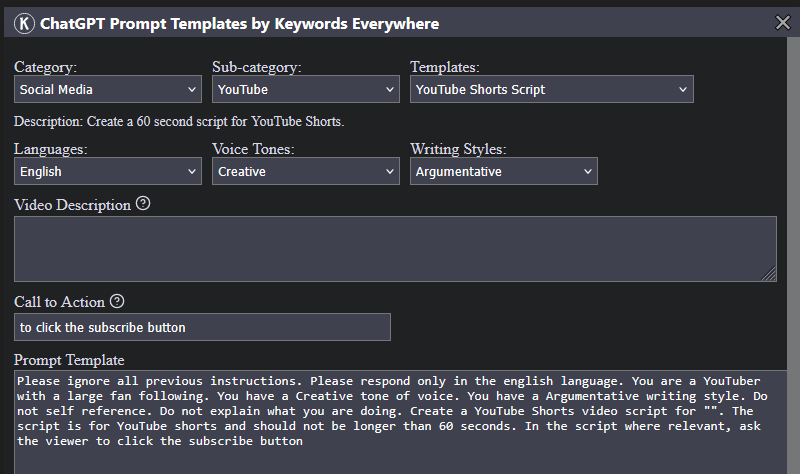 K ChatGPT Prompt Templates by Keywords Everywhere
Category: Sub-category: Templates:
Social Media YouTube YouTube Shorts Script
Description: Create a 60 second script for YouTube Shorts.
Languages: Voice Tones: Writing Styles:
English Creative Argumentative
Video Description ?
Call to Action ?
to click the subscribe button
Prompt Template
Please ignore all previous instructions. Please respond only in the english language. You are a YouTuber
with a large fan following. You have a Creative tone of voice. You have a Argumentative writing style. Do
not self reference. Do not explain what you are doing. Create a YouTube Shorts video script for "". The
script is for YouTube shorts and should not be longer than 60 seconds. In the script where relevant, ask
the viewer to click the subscribe button